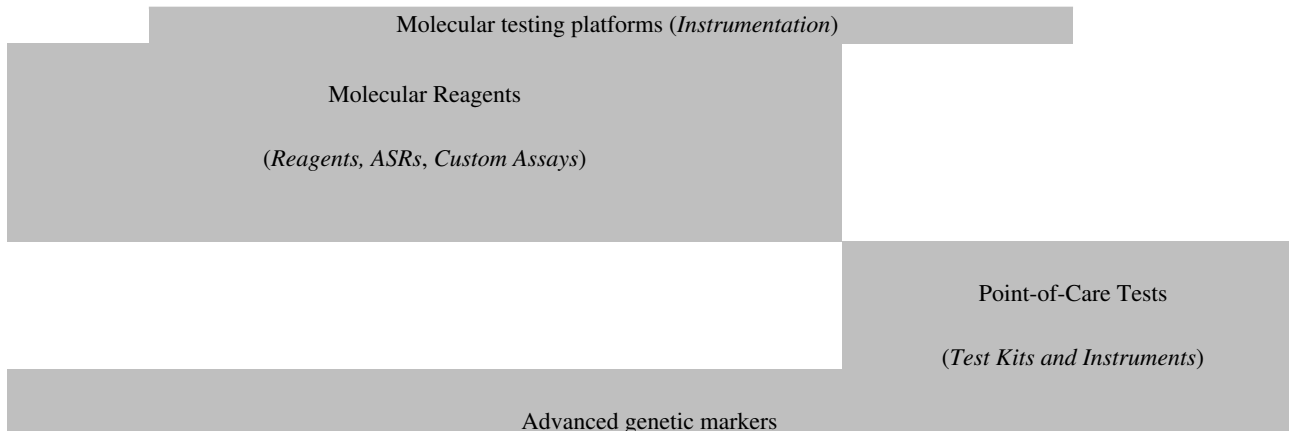 Molecular testing platforms (Instrumentation)
Molecular Reagents
(Reagents, ASRs, Custom Assays)
Point-of-Care Tests
(Test Kits and Instruments)
Advanced genetic markers